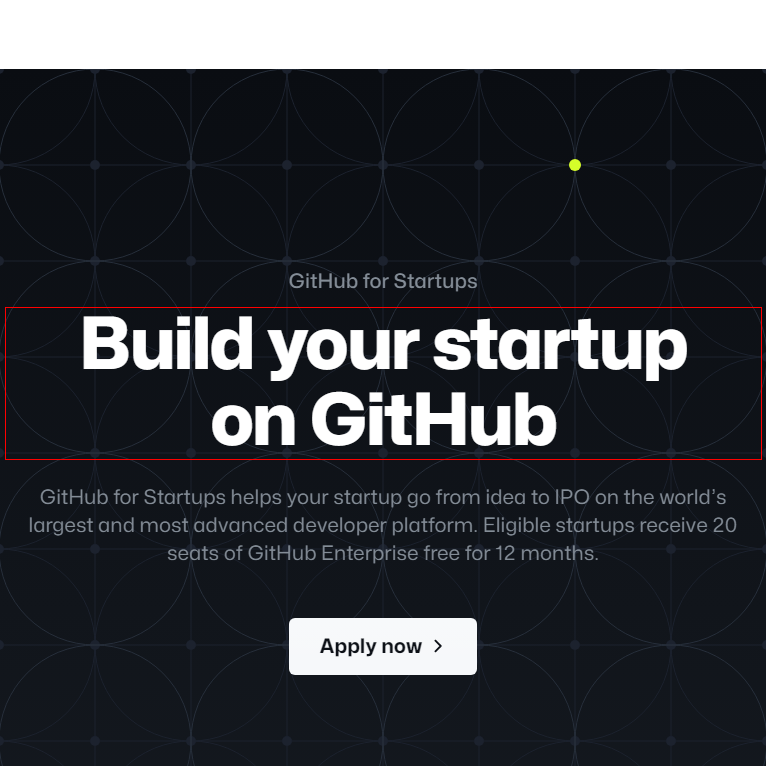 GitHub for Startups
Build your startup
on GitHub
GitHub for Startups helps your startup go from idea to IPO on the world’s
largest and most advanced developer platform. Eligible startups receive 20
seats of GitHub Enterprise free for 12 months.
Apply now